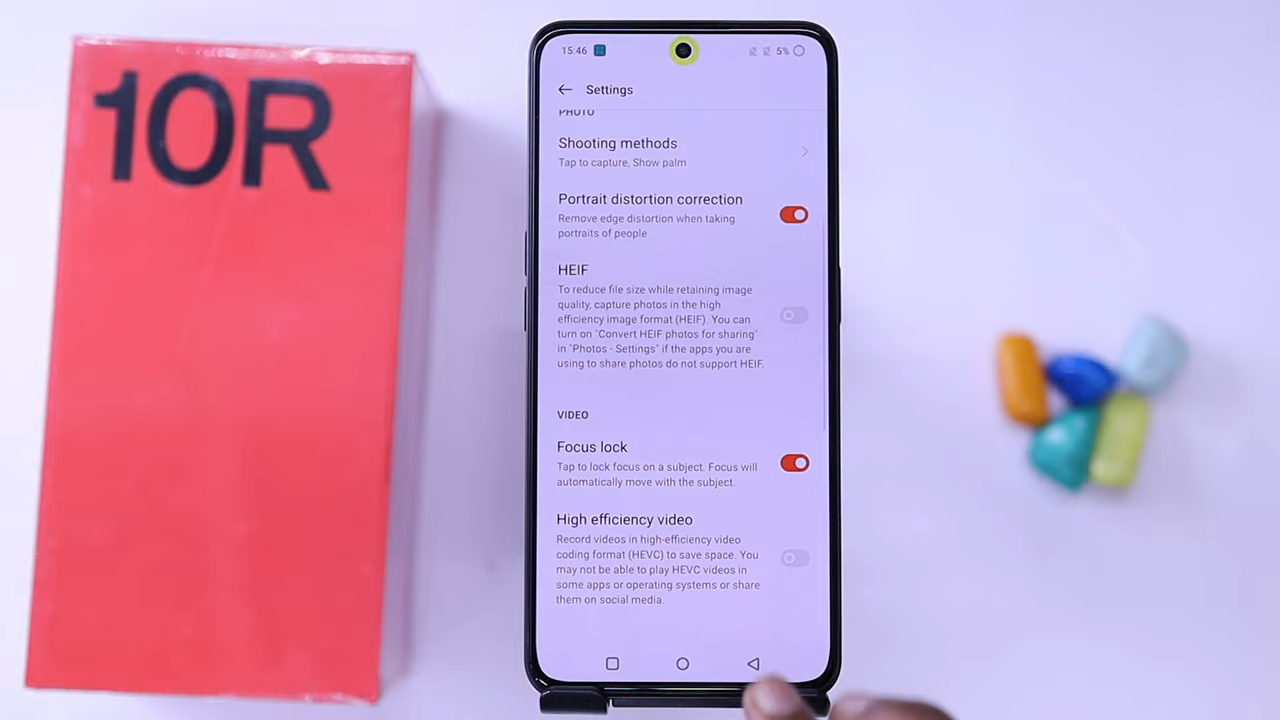 10R
15:46
5%
Settings
PHOTO
Shooting methods
Tap to capture, Show palm
Portrait distortion correction
Remove edge distortion when taking
portraits of people.
HEIF
To reduce file size while retaining image
quality, capture photos in the high
efficiency image format (HEIF). You can
turn on "Convert HEIF photos for sharing"
in "Photos - Settings" if the apps you are
using to share photos do not support HEIF.
VIDEO
Focus lock
Tap to lock focus on a subject. Focus will
automatically move with the subject.
High efficiency video
Record videos in high-efficiency video
coding format (HEVC) to save space. You
may not be able to play HEVC videos in
some apps or operating systems or share
them on social media.